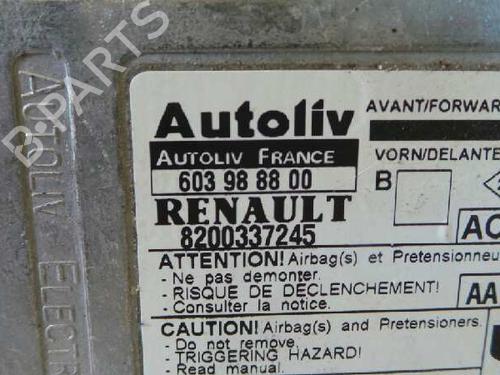 B-PARTS
AUTOLIV ELECTR
Autoliv
AUTOLIV FRANCE
603 98 88 00
RENAULT
8200337245
AVANT/FORWAR
VORN/DELANTE
B
AC
ATTENTION! Airbag(s) et Pretensionneu
- Ne pas demonter.
- RISQUE DE DECLENCHEMENT!
- Consulter la notice.
AA
CAUTION! Airbag(s) and Pretensioners.
- Do not remove.
- TRIGGERING HAZARD!
- Read manual.